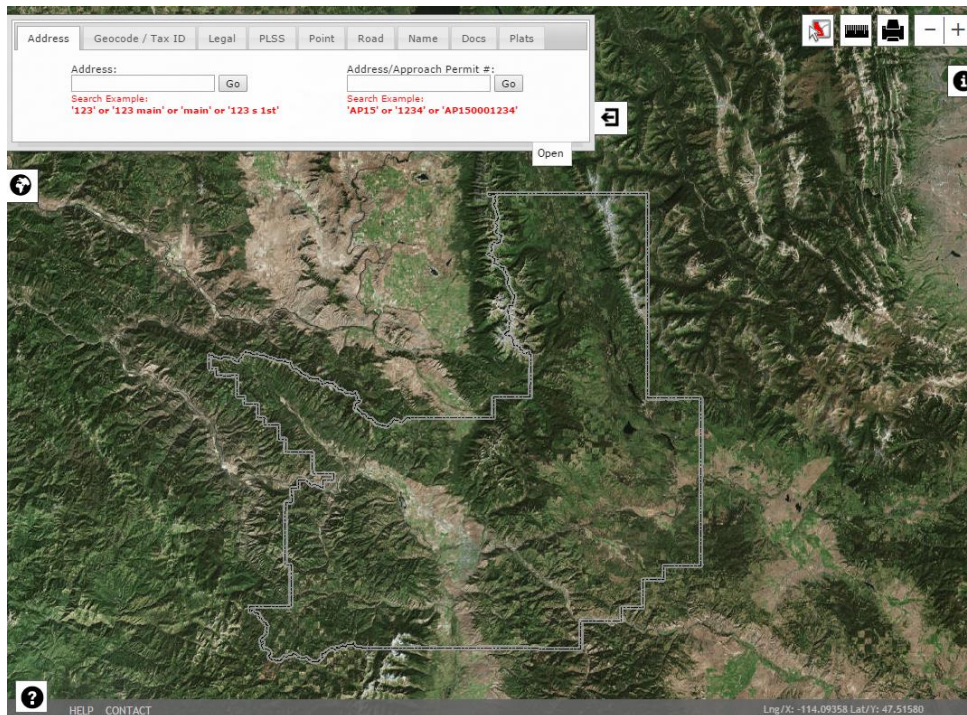 Address Geocode / Tax ID Legal PLSS Point Road Name Docs Plats
Address: Address/Approach Permit #:
Go Go
Search Example: Search Example:
'123' or '123 main' or 'main' or '123 s 1st' 'AP15' or '1234' or 'AP150001234'
Open
HELP CONTACT Lng/X: -114.09358 Lat/Y: 47.51580